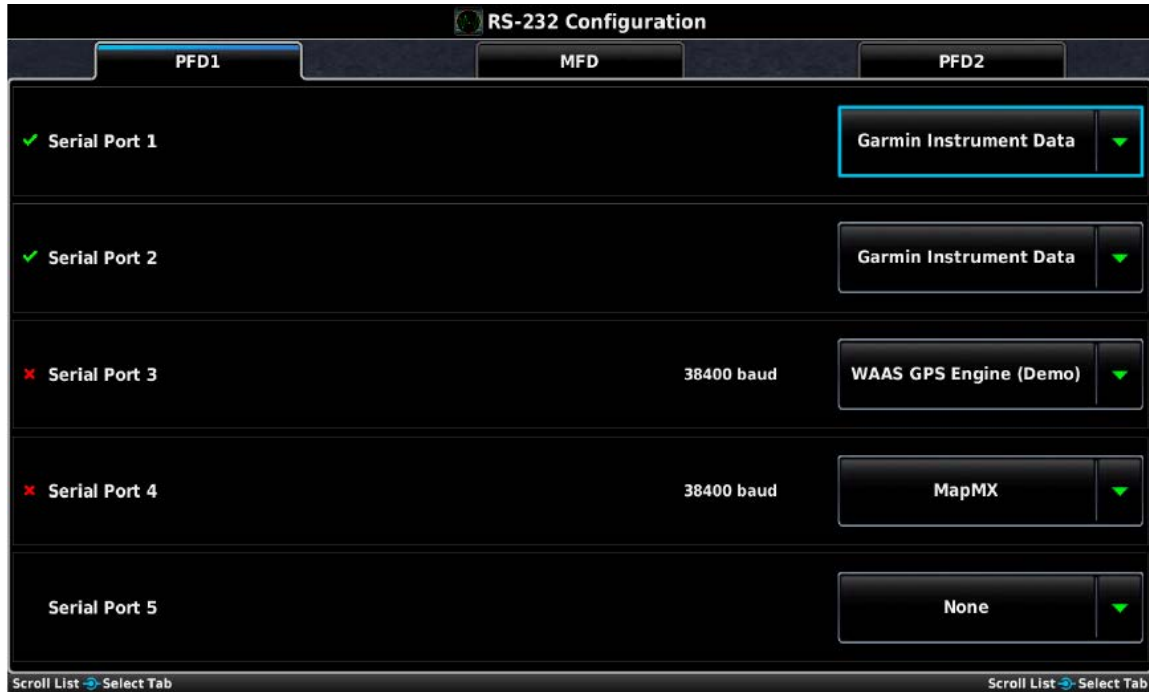 RS-232 Configuration
PFD1 MFD PFD2
Serial Port 1 Garmin Instrument Data
Serial Port 2 Garmin Instrument Data
Serial Port 3 38400 baud WAAS GPS Engine (Demo)
Serial Port 4 38400 baud MapMX
Serial Port 5 None
Scroll List Select Tab Scroll List Select Tab